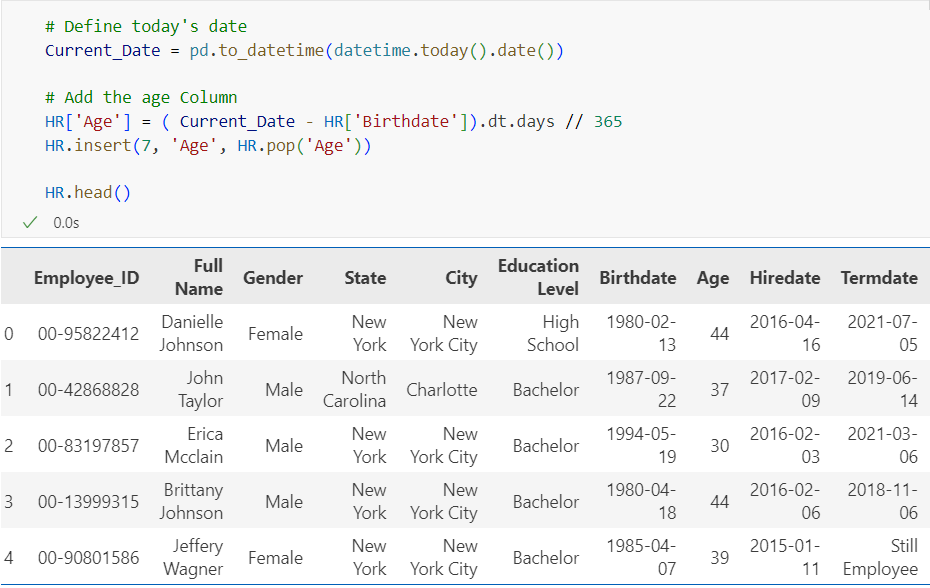 # Define today's date
Current_Date = pd.to_datetime(datetime.today().date())
# Add the age Column
HR['Age'] = ( Current_Date - HR['Birthdate']).dt.days // 365
HR.insert(7, 'Age', HR.pop('Age'))
HR.head()
0.0s
Employee_ID Full Name Gender State City Education Level Birthdate Age Hiredate Termdate
0 00-95822412 Danielle Johnson Female New York New York City High School 1980-02-13 44 2016-04-16 2021-07-05
1 00-42868828 John Taylor Male North Carolina Charlotte Bachelor 1987-09-22 37 2017-02-09 2019-06-14
2 00-83197857 Erica Mcclain Male New York New York City Bachelor 1994-05-19 30 2016-02-03 2021-03-06
3 00-13999315 Brittany Johnson Male New York New York City Bachelor 1980-04-18 44 2016-02-06 2018-11-06
4 00-90801586 Jeffery Wagner Female New York New York City Bachelor 1985-04-07 39 2015-01-11 Still Employee